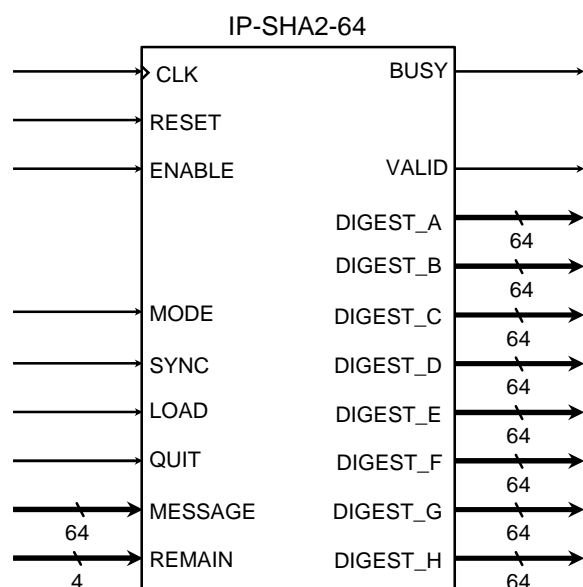 IP-SHA2-64
CLK BUSY
RESET
ENABLE VALID
DIGEST_A
64
DIGEST_B
64
MODE DIGEST_C
64
SYNC DIGEST_D
64
LOAD DIGEST_E
64
QUIT DIGEST_F
64
MESSAGE DIGEST_G
64 64
REMAIN DIGEST_H
4 64